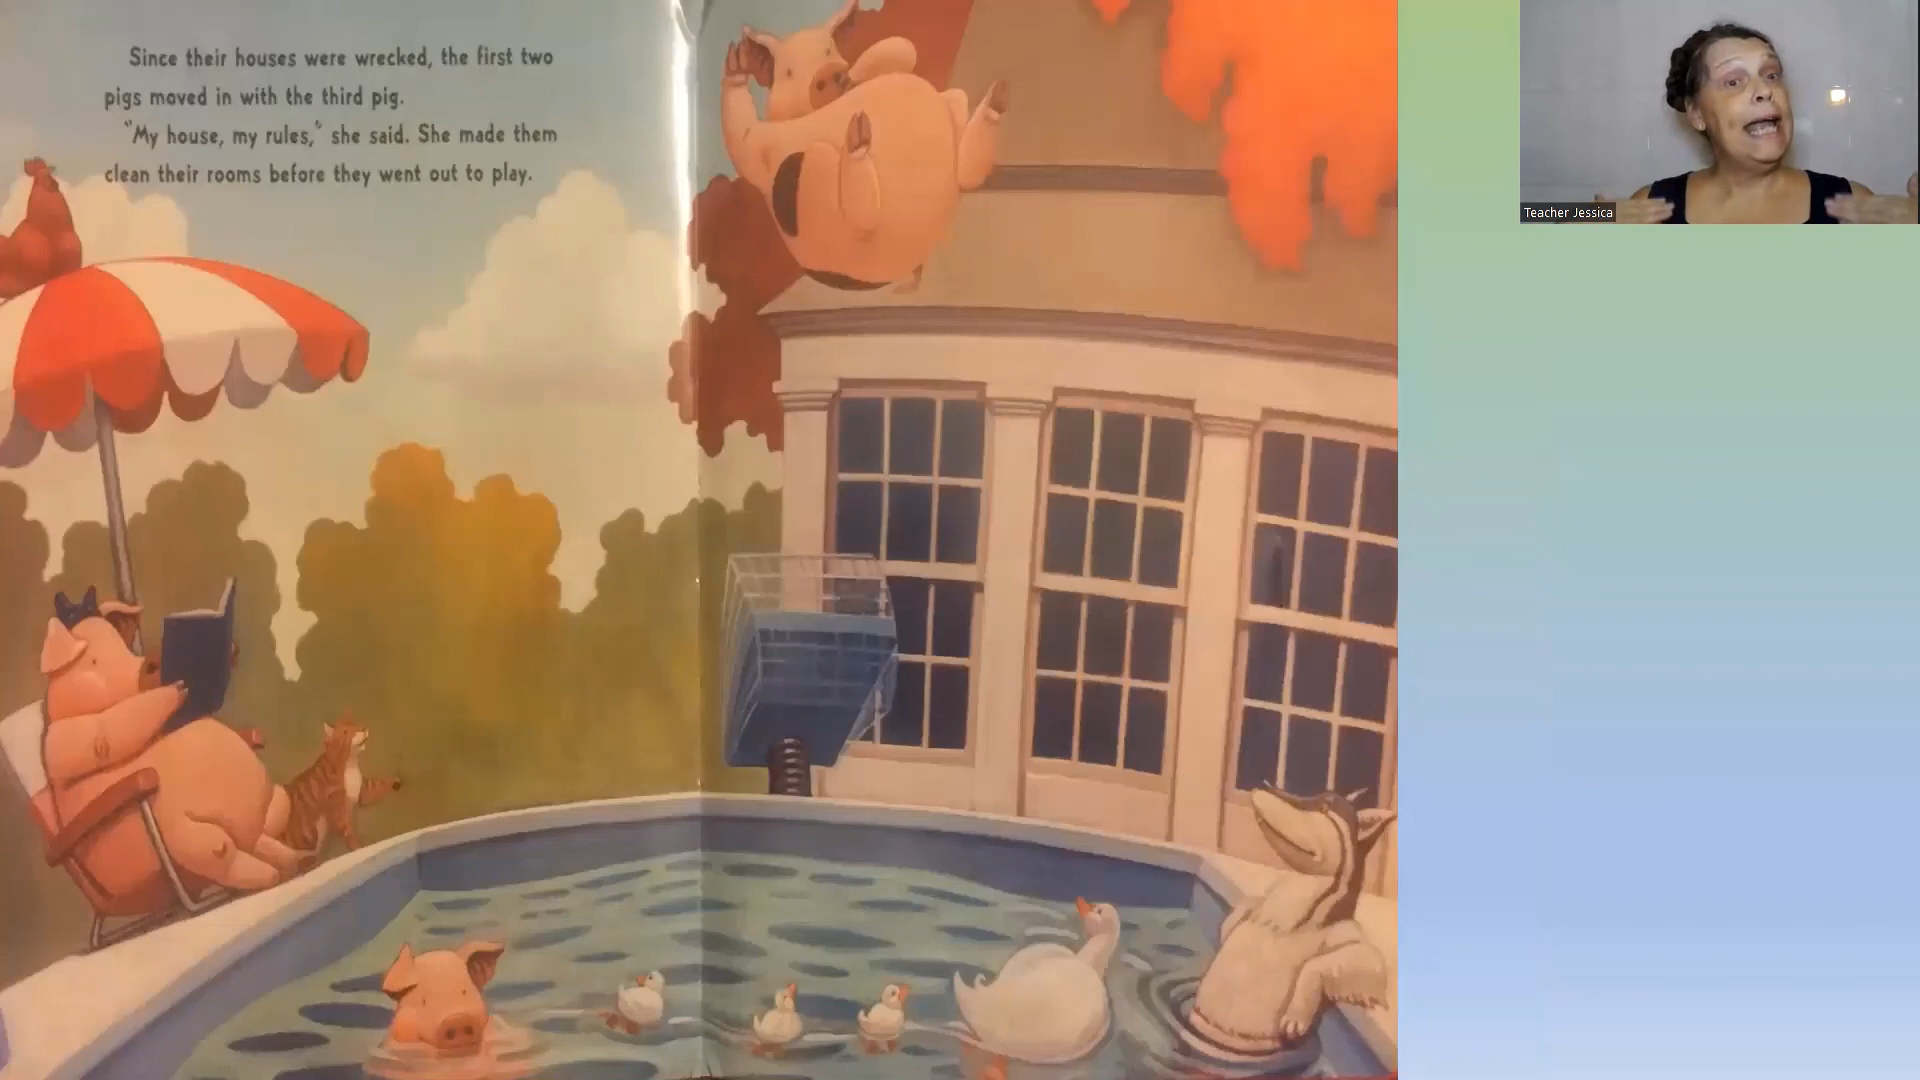 Since their houses were wrecked, the first two
pigs moved in with the third pig.
"My house, my rules," she said. She made them
clean their rooms before they went out to play.
Teacher Jessica